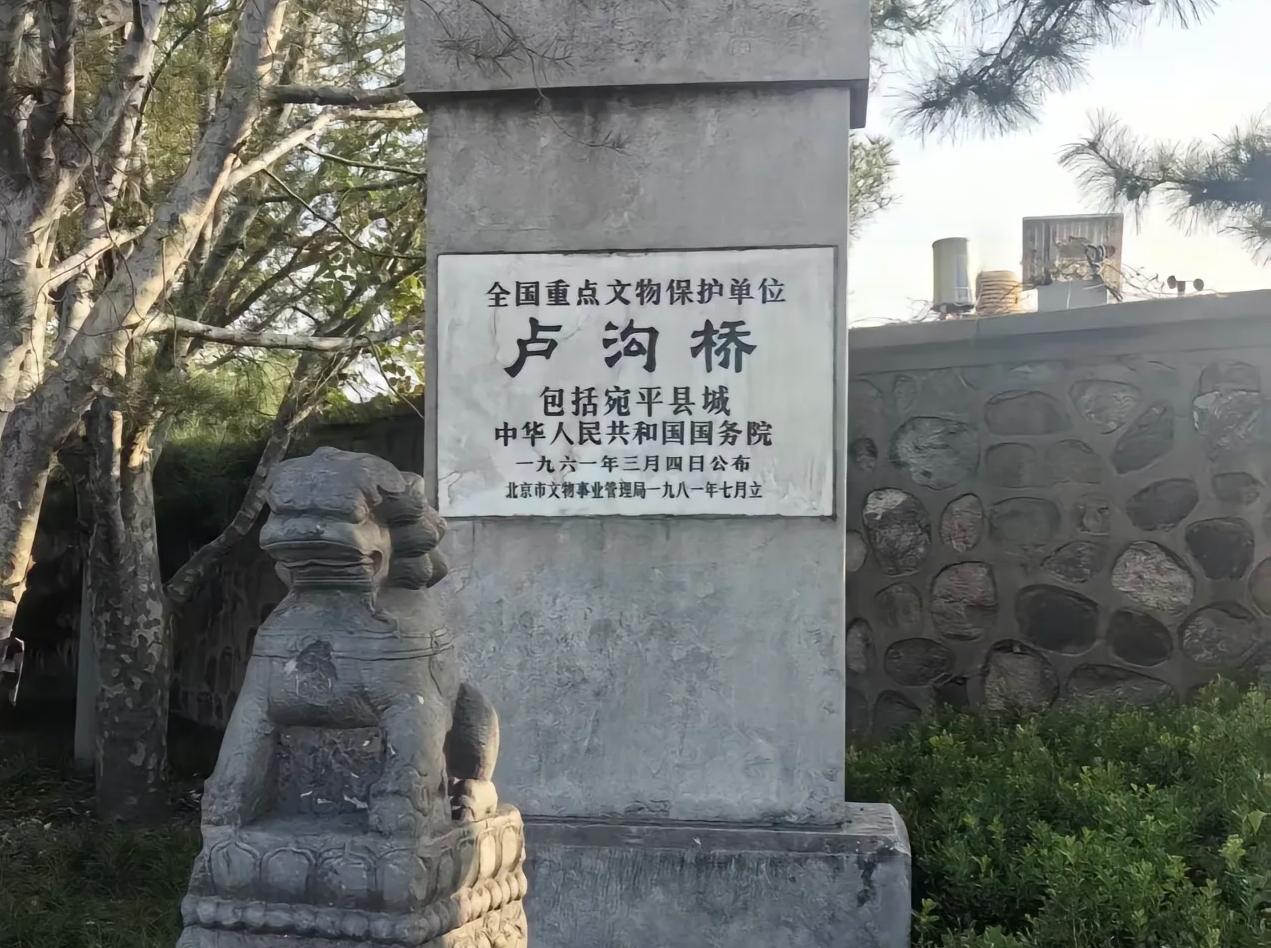 全国重点文物保护单位
卢沟桥
包括宛平县城
中华人民共和国国务院
一九六一年三月四日公布
北京市文物事业管理局一九八一年七月立